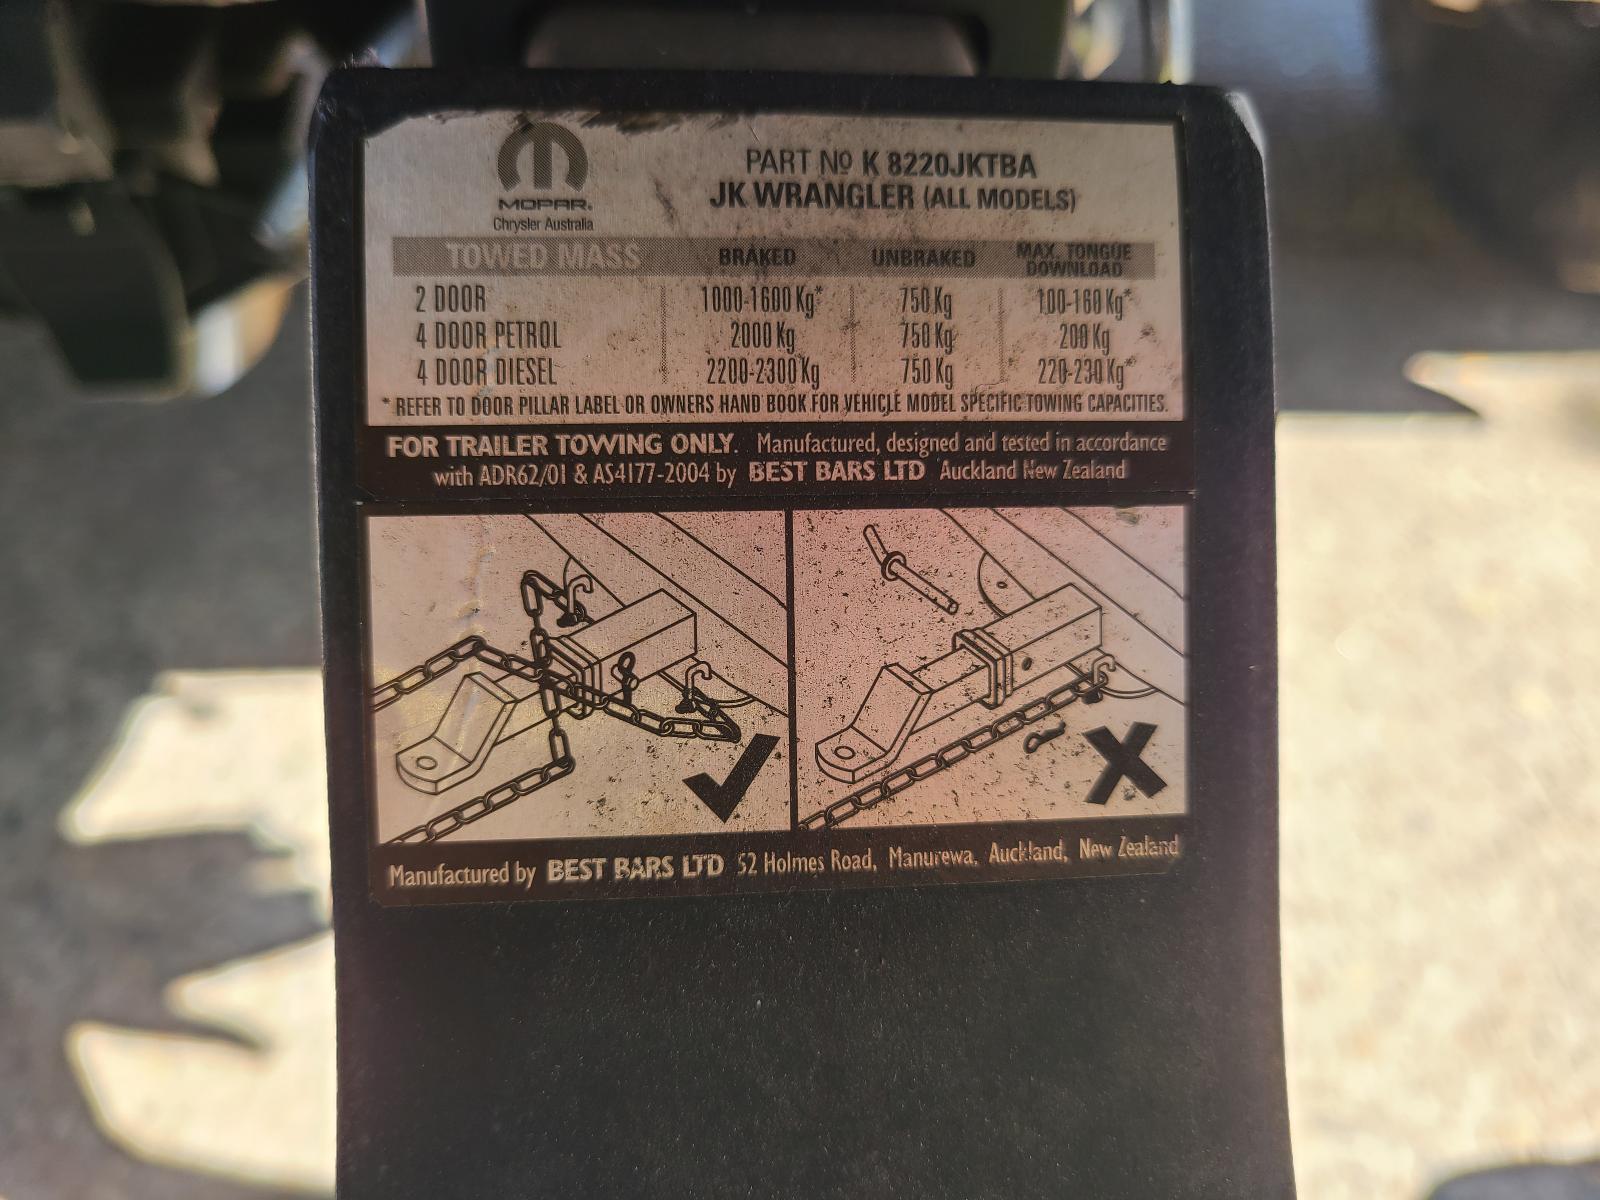 MOPAR.
Chrysler Australia
PART No K 8220JKTBA
JK WRANGLER (ALL MODELS)
TOWED MASS BRAKED UNBRAKED MAX. TONGUE DOWNLOAD
2 DOOR 1000-1600 Kg* 750 Kg 100-160 Kg*
4 DOOR PETROL 2000 Kg 750 Kg 200 Kg
4 DOOR DIESEL 2200-2300 Kg 750 Kg 220-230 Kg*
* REFER TO DOOR PILLAR LABEL OR OWNERS HAND BOOK FOR VEHICLE MODEL SPECIFIC TOWING CAPACITIES.
FOR TRAILER TOWING ONLY. Manufactured, designed and tested in accordance
with ADR62/01 & AS4177-2004 by BEST BARS LTD Auckland New Zealand
Manufactured by BEST BARS LTD 52 Holmes Road, Manurewa, Auckland, New Zealand